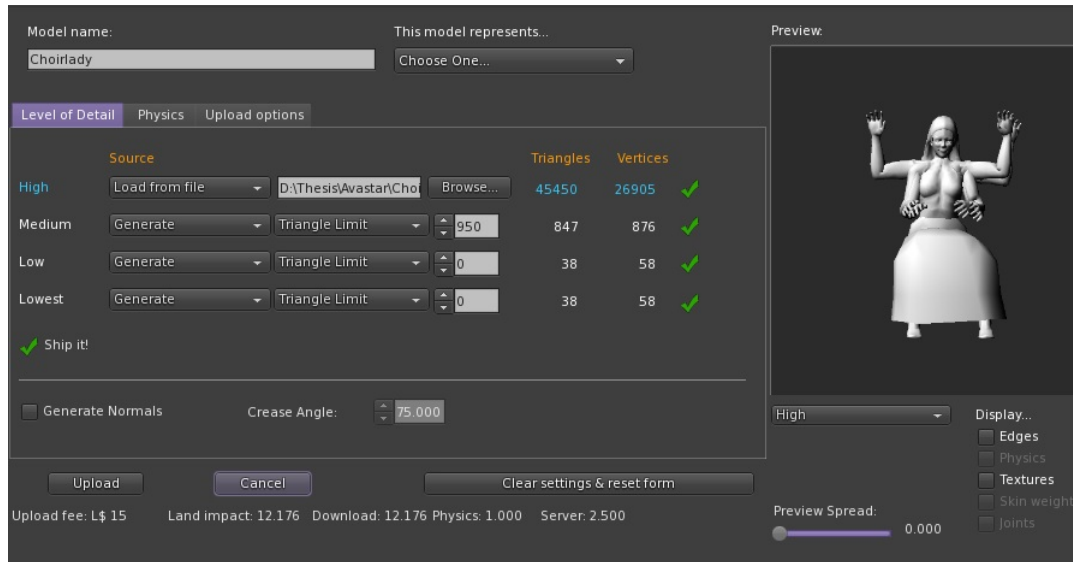 Model name:
This model represents...
Preview:
Choirlady
Choose One...
Level of Detail Physics Upload options
Source Triangles Vertices
High Load from file D:\Thesis\Avastar\Choi Browse... 45450 26905
Medium Generate Triangle Limit 950 847 876
Low Generate Triangle Limit 0 38 58
Lowest Generate Triangle Limit 0 38 58
Ship it!
Generate Normals Crease Angle: 75.000
High
Display...
Edges
Physics
Textures
Skin weight
Joints
Upload Cancel Clear settings & reset form
Upload fee: L$ 15 Land impact: 12.176 Download: 12.176 Physics: 1.000 Server: 2.500
Preview Spread:
0.000